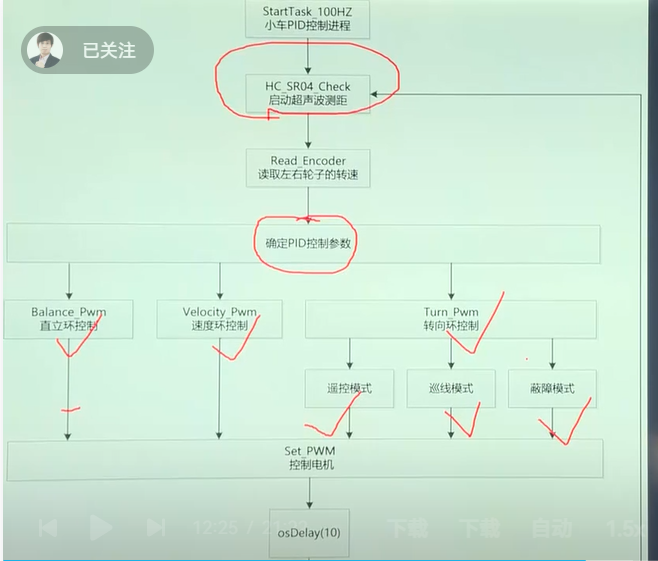 StartTask_100HZ
小车PID控制进程
已关注
HC_SR04_Check
启动超声波测距
Read_Encoder
读取左右轮子的转速
确定PID控制参数
Balance_Pwm
直立环控制
Velocity_Pwm
速度环控制
Turn_Pwm
转向环控制
遥控模式
巡线模式
蔽障模式
Set_PWM
控制电机
osDelay(10)
12:25 /
下载
下载
自动
1.5x